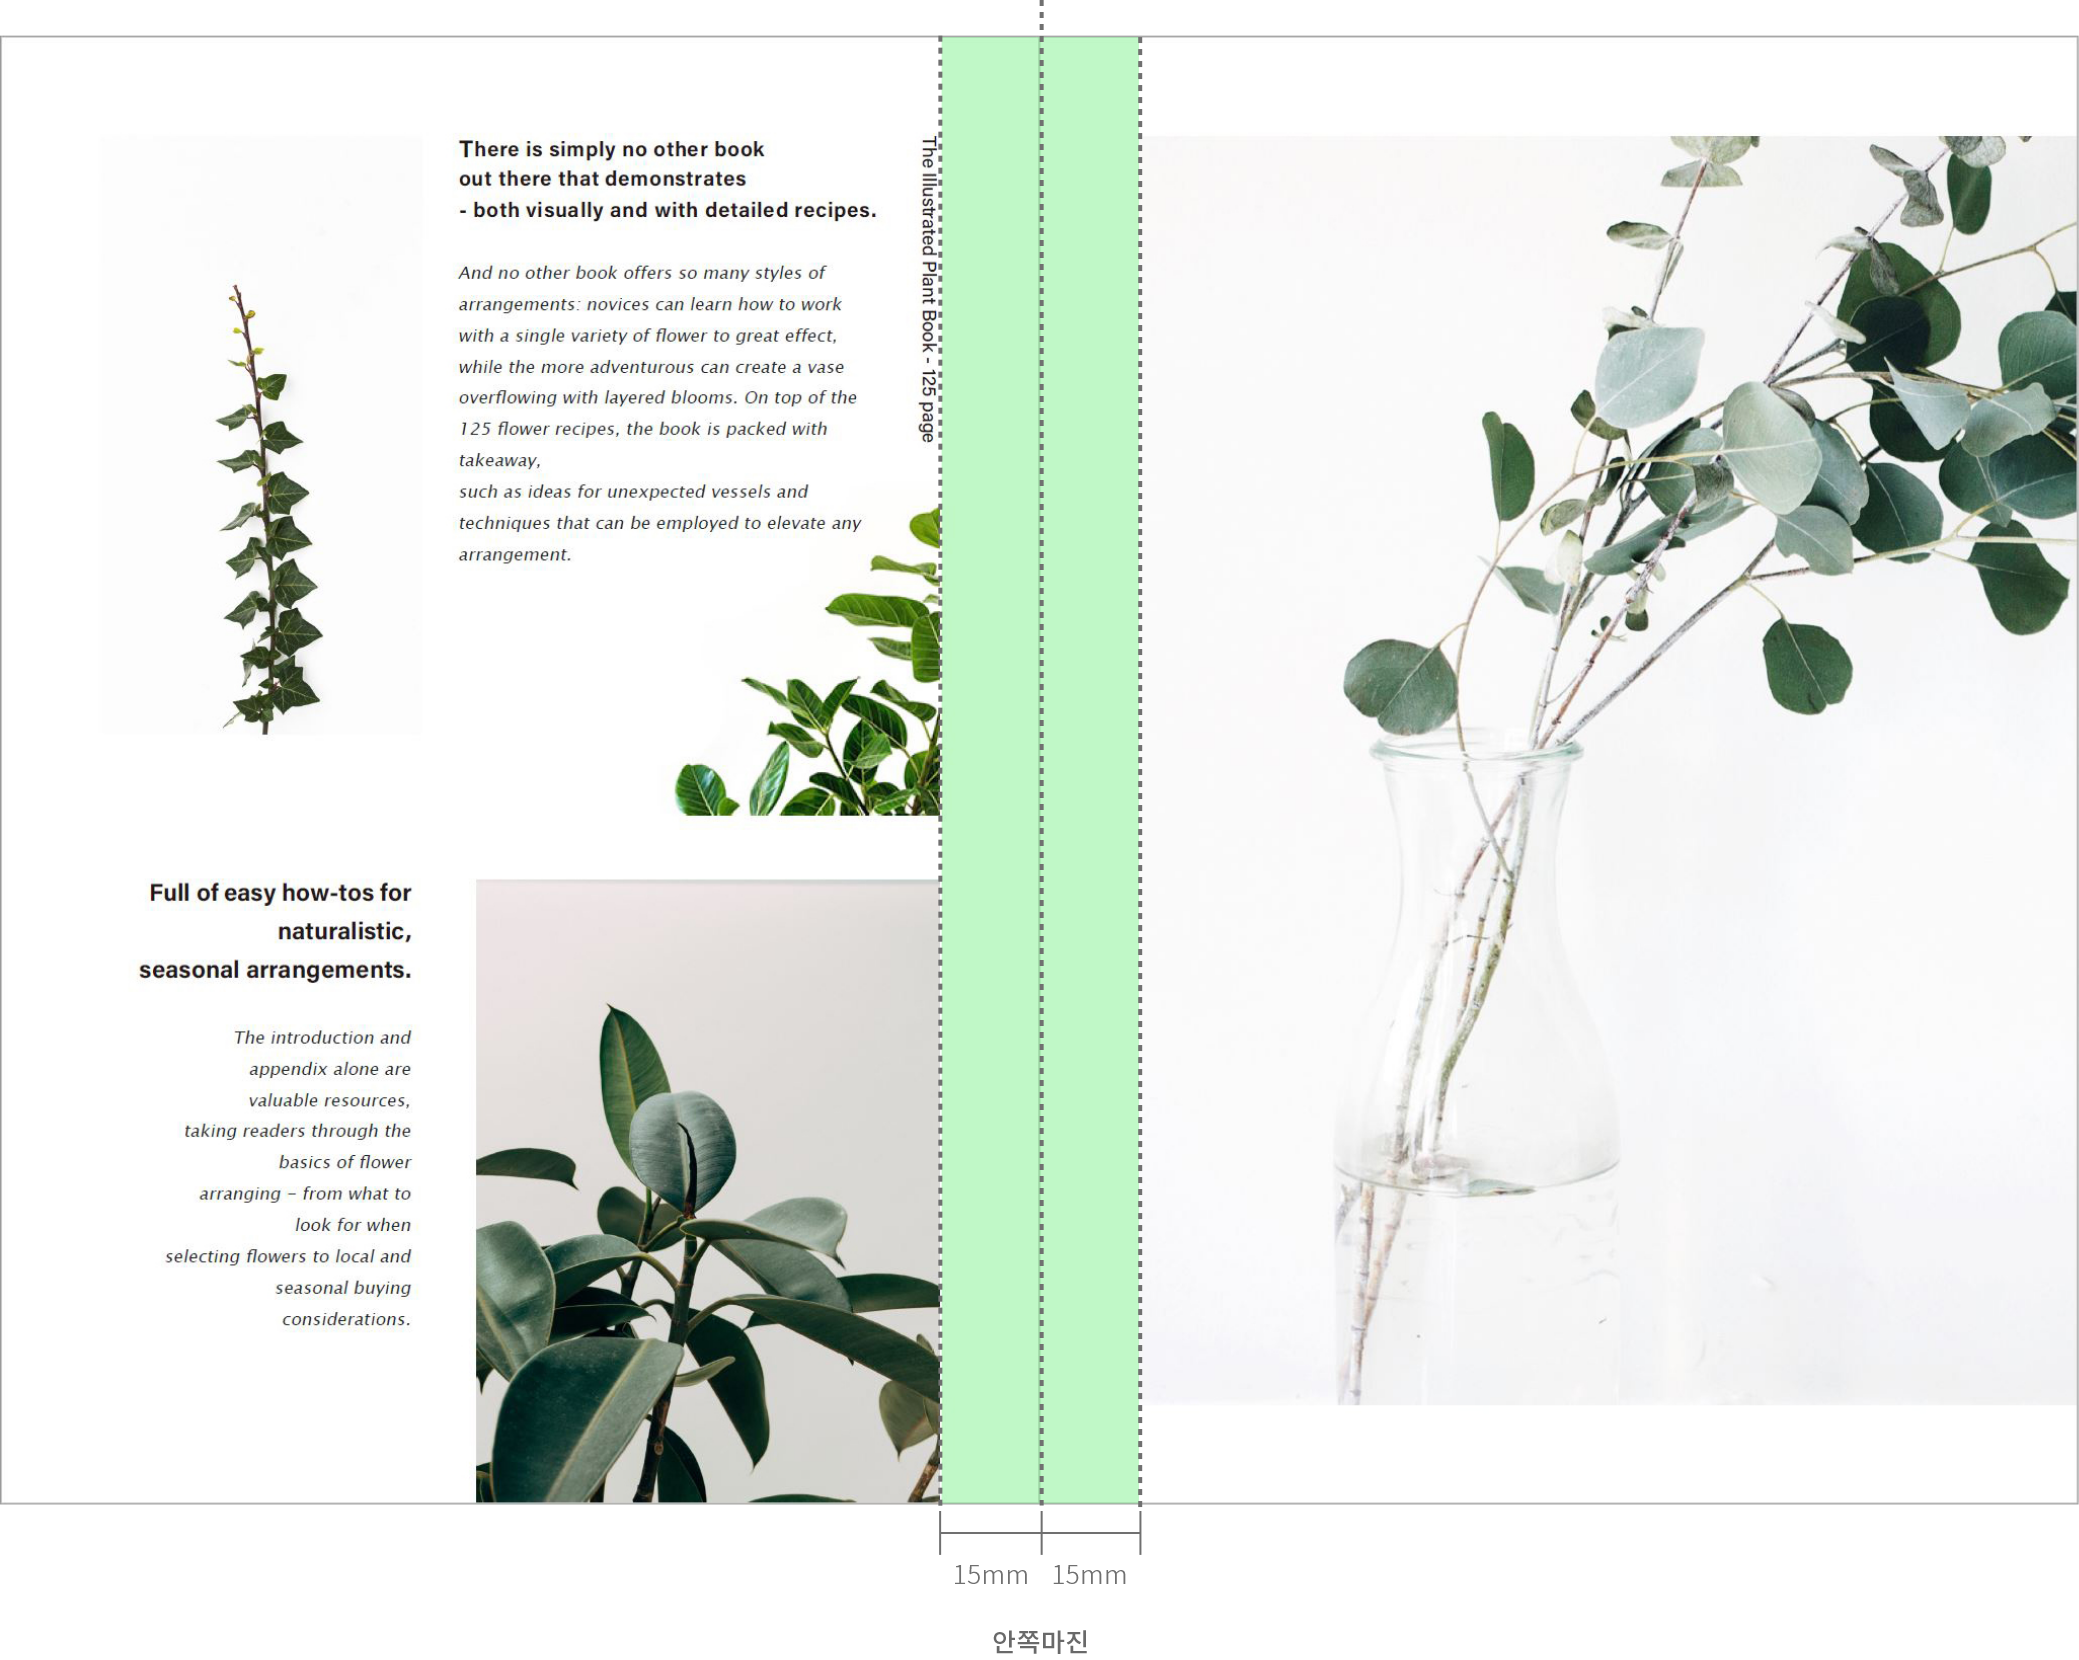 There is simply no other book
out there that demonstrates
- both visually and with detailed recipes.
And no other book offers so many styles of
arrangements: novices can learn how to work
with a single variety of flower to great effect,
while the more adventurous can create a vase
overflowing with layered blooms. On top of the
125 flower recipes, the book is packed with
takeaway,
such as ideas for unexpected vessels and
techniques that can be employed to elevate any
arrangement.
The Illustrated Plant Book - 125 page
Full of easy how-tos for
naturalistic,
seasonal arrangements.
The introduction and
appendix alone are
valuable resources,
taking readers through the
basics of flower
arranging – from what to
look for when
selecting flowers to local and
seasonal buying
considerations.
15mm 15mm
안쪽마진